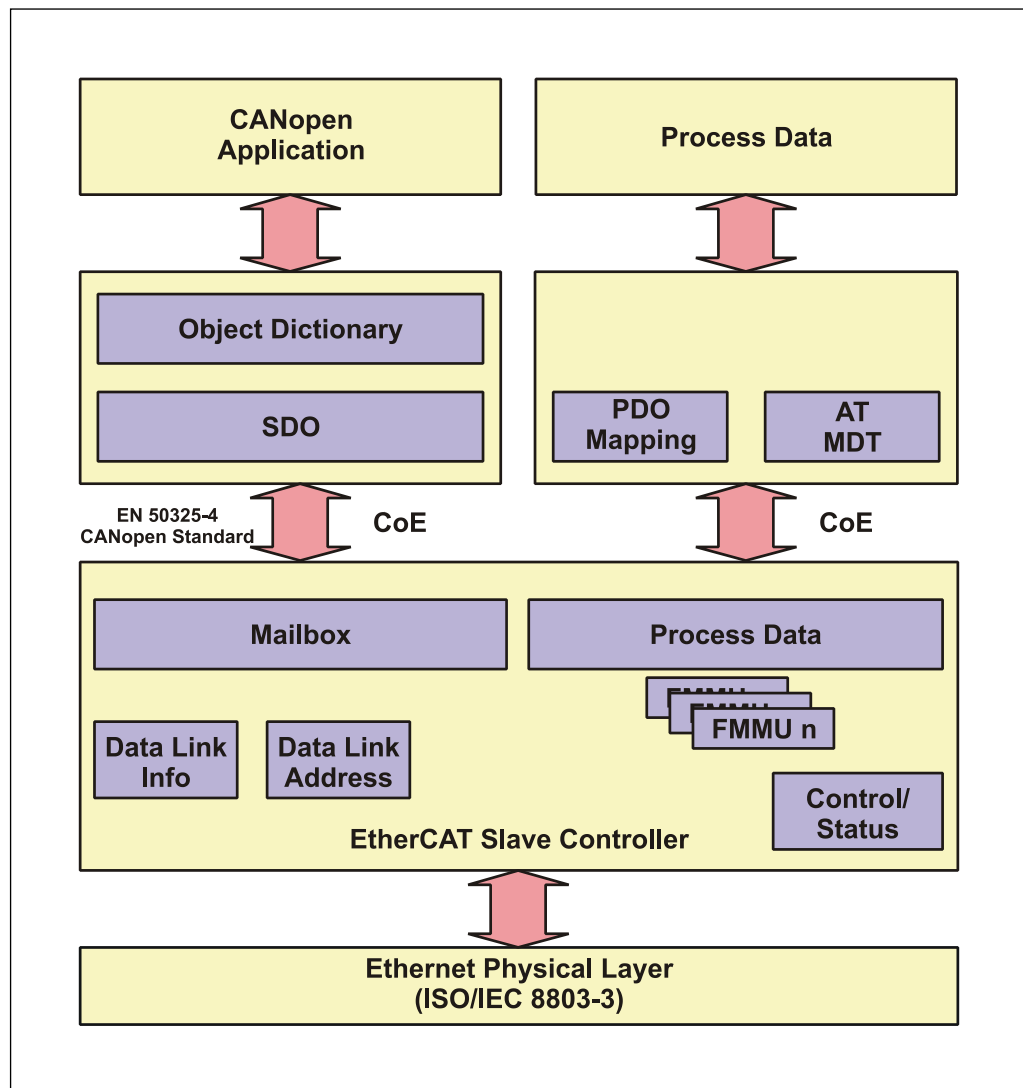 CANopen
Application
Process Data
Object Dictionary
SDO
PDO
Mapping
AT
MDT
EN 50325-4
CANopen Standard
CoE
CoE
Mailbox
Process Data
FMMU
FMMU
FMMU n
Data Link
Info
Data Link
Address
Control/
Status
EtherCAT Slave Controller
Ethernet Physical Layer
(ISO/IEC 8803-3)